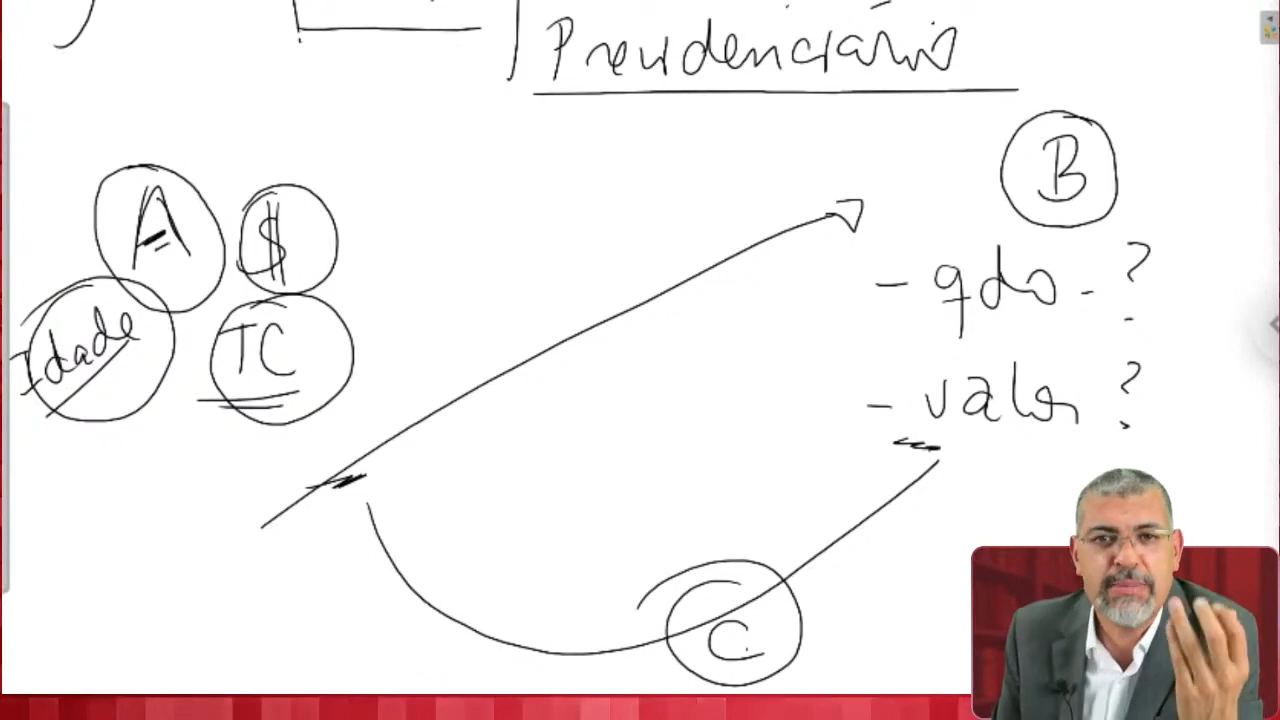 Previdenciário
A $
B
Idade TC
- qdo - ?
- valor ?
C